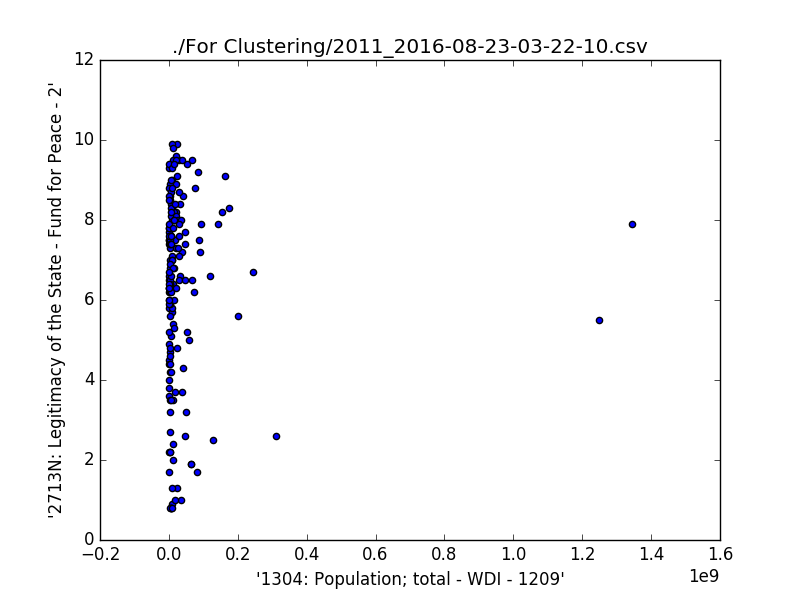 ./For Clustering/2011_2016-08-23-03-22-10.csv
'2713N: Legitimacy of the State - Fund for Peace - 2'
12
10
8
6
4
2
0
−0.2 0.0 0.2 0.4 0.6 0.8 1.0 1.2 1.4 1.6
1e9
'1304: Population; total - WDI - 1209'